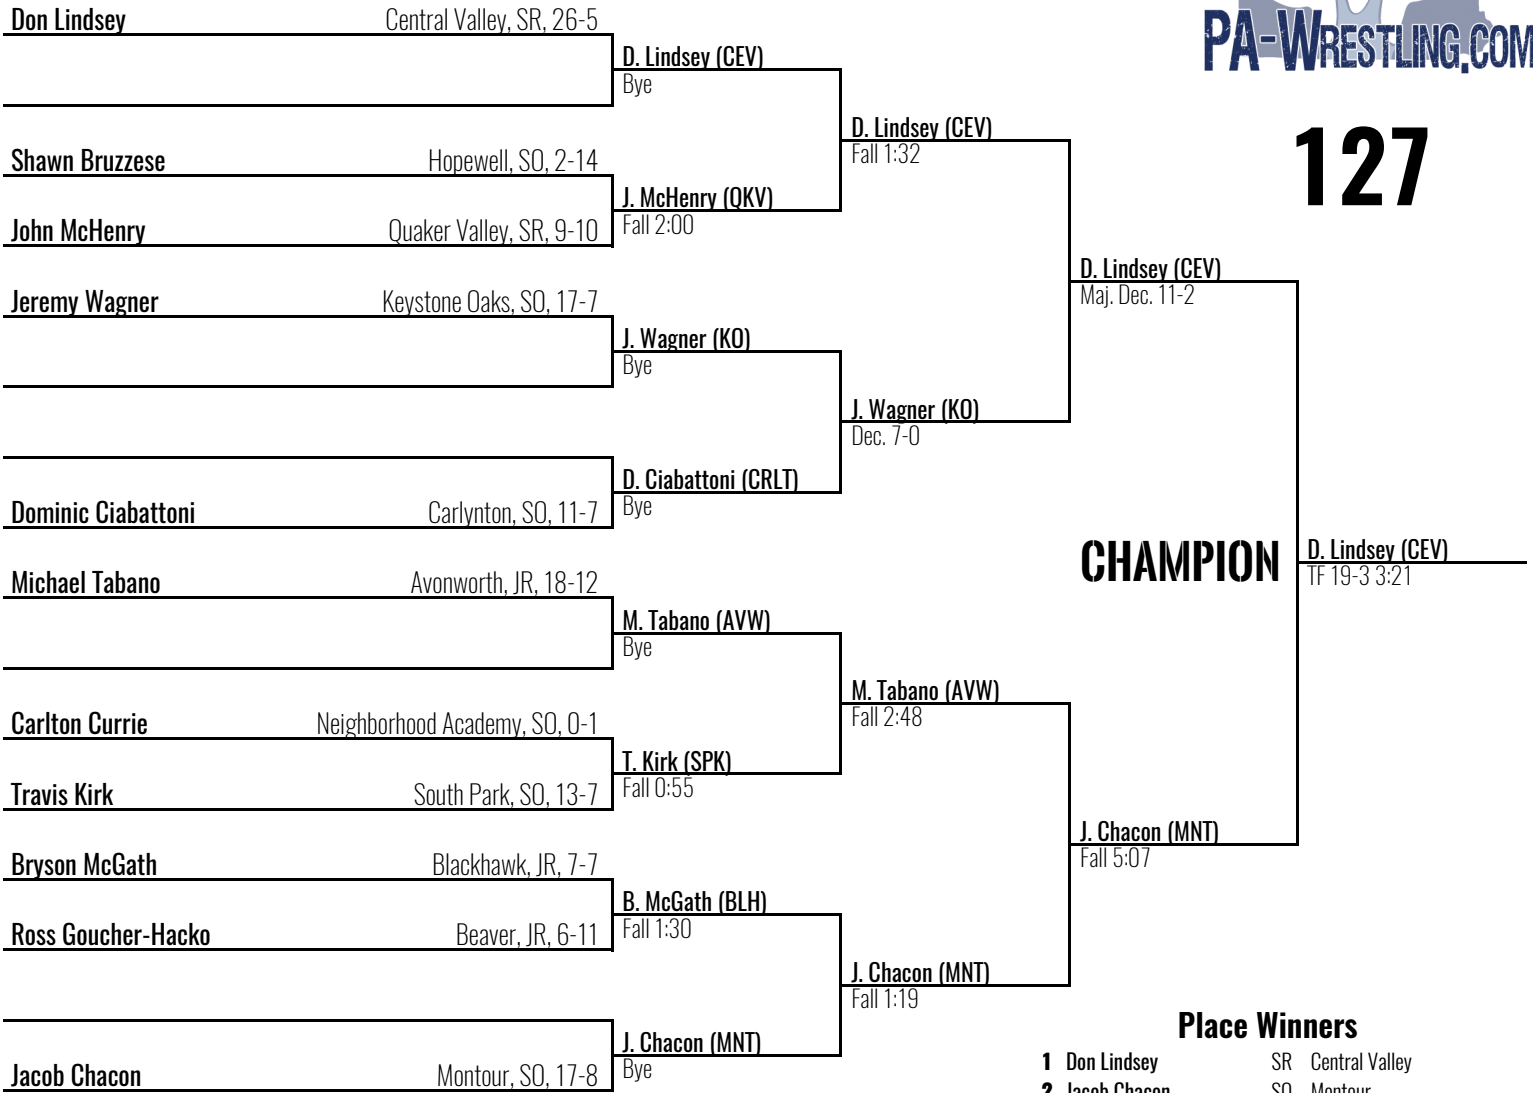 PA-WRESTLING.COM
127
Don Lindsey Central Valley, SR, 26-5
D. Lindsey (CEV)
Bye
D. Lindsey (CEV)
Fall 1:32
Shawn Bruzzese Hopewell, SO, 2-14
J. McHenry (QKV)
Fall 2:00
John McHenry Quaker Valley, SR, 9-10
D. Lindsey (CEV)
Maj. Dec. 11-2
Jeremy Wagner Keystone Oaks, SO, 17-7
J. Wagner (KO)
Bye
J. Wagner (KO)
Dec. 7-0
D. Ciabattoni (CRLT)
Bye
Dominic Ciabattoni Carlynton, SO, 11-7
CHAMPION
D. Lindsey (CEV)
TF 19-3 3:21
Michael Tabano Avonworth, JR, 18-12
M. Tabano (AVW)
Bye
M. Tabano (AVW)
Fall 2:48
Carlton Currie Neighborhood Academy, SO, 0-1
T. Kirk (SPK)
Fall 0:55
Travis Kirk South Park, SO, 13-7
J. Chacon (MNT)
Fall 5:07
Bryson McGath Blackhawk, JR, 7-7
B. McGath (BLH)
Fall 1:30
Ross Goucher-Hacko Beaver, JR, 6-11
J. Chacon (MNT)
Fall 1:19
J. Chacon (MNT)
Bye
Jacob Chacon Montour, SO, 17-8
Place Winners
1 Don Lindsey SR Central Valley
2 Jacob Chacon SO Montour